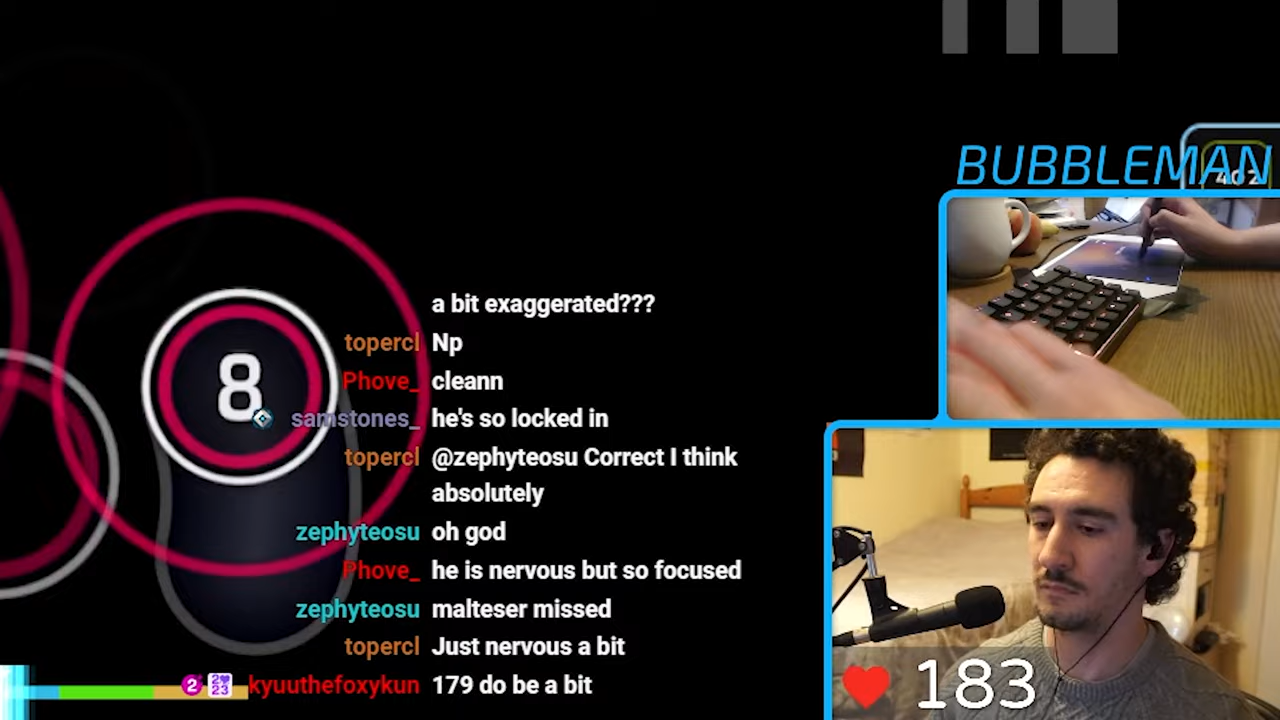 BUBBLEMAN
402
8
a bit exaggerated???
topercl Np
Phove_ cleann
samstones_ he's so locked in
topercl @zephyteosu Correct I think
absolutely
zephyteosu oh god
Phove_ he is nervous but so focused
zephyteosu malteser missed
topercl Just nervous a bit
2 kyuuthefoxykun 179 do be a bit
183